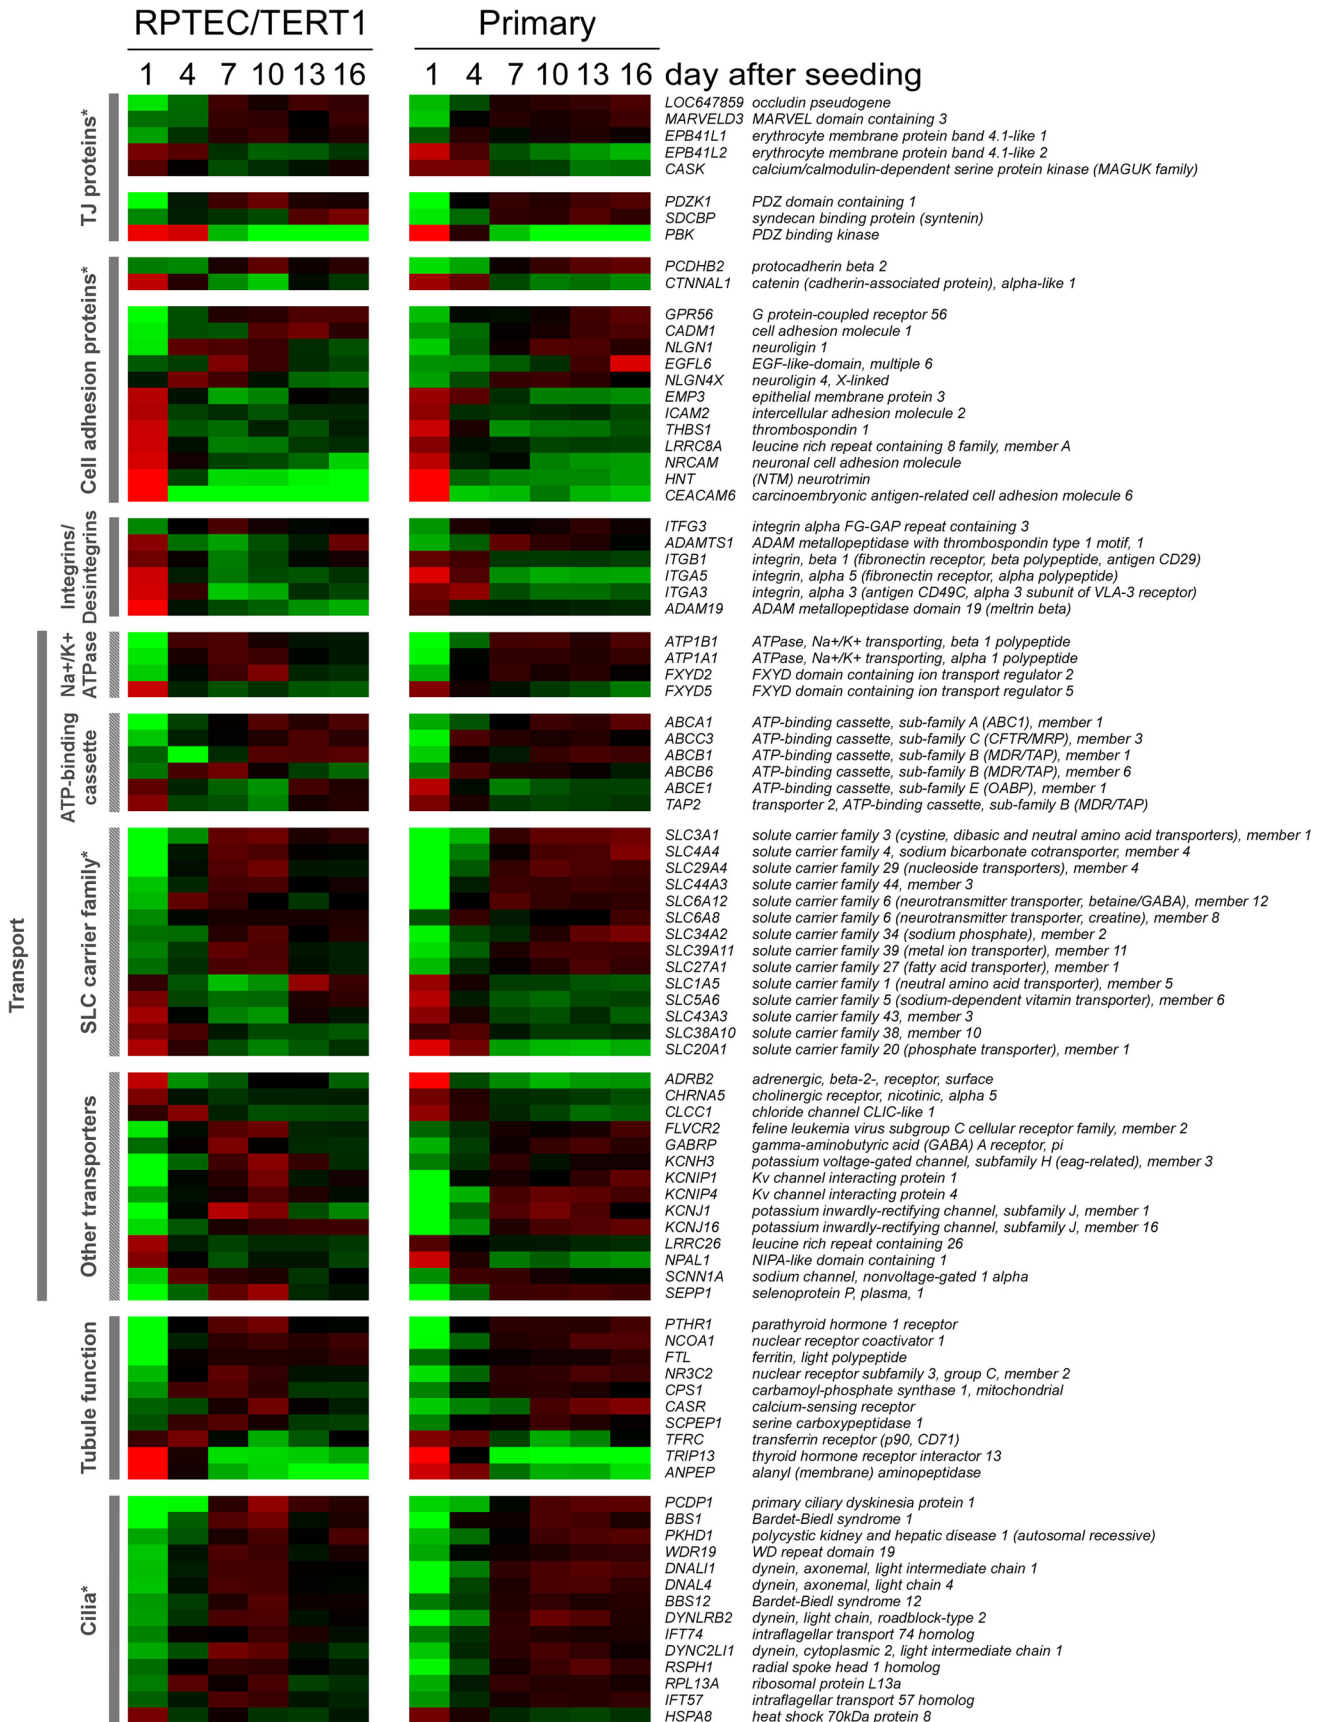 RPTEC/TERT1 Primary
1 4 7 10 13 16 1 4 7 10 13 16 day after seeding
TJ proteins*
LOC647859 occludin pseudogene
MARVELD3 MARVEL domain containing 3
EPB41L1 erythrocyte membrane protein band 4.1-like 1
EPB41L2 erythrocyte membrane protein band 4.1-like 2
CASK calcium/calmodulin-dependent serine protein kinase (MAGUK family)
PDZK1 PDZ domain containing 1
SDCBP syndecan binding protein (syntenin)
PBK PDZ binding kinase
Cell adhesion proteins*
PCDHB2 protocadherin beta 2
CTNNAL1 catenin (cadherin-associated protein), alpha-like 1
GPR56 G protein-coupled receptor 56
CADM1 cell adhesion molecule 1
NLGN1 neuroligin 1
EGFL6 EGF-like-domain, multiple 6
NLGN4X neuroligin 4, X-linked
EMP3 epithelial membrane protein 3
ICAM2 intercellular adhesion molecule 2
THBS1 thrombospondin 1
LRRC8A leucine rich repeat containing 8 family, member A
NRCAM neuronal cell adhesion molecule
HNT (NTM) neurotrimin
CEACAM6 carcinoembryonic antigen-related cell adhesion molecule 6
Integrins/
Desintegrins
ITFG3 integrin alpha FG-GAP repeat containing 3
ADAMTS1 ADAM metallopeptidase with thrombospondin type 1 motif, 1
ITGB1 integrin, beta 1 (fibronectin receptor, beta polypeptide, antigen CD29)
ITGA5 integrin, alpha 5 (fibronectin receptor, alpha polypeptide)
ITGA3 integrin, alpha 3 (antigen CD49C, alpha 3 subunit of VLA-3 receptor)
ADAM19 ADAM metallopeptidase domain 19 (meltrin beta)
Transport
Na+/K+
ATPase
ATP1B1 ATPase, Na+/K+ transporting, beta 1 polypeptide
ATP1A1 ATPase, Na+/K+ transporting, alpha 1 polypeptide
FXYD2 FXYD domain containing ion transport regulator 2
FXYD5 FXYD domain containing ion transport regulator 5
ATP-binding
cassette
ABCA1 ATP-binding cassette, sub-family A (ABC1), member 1
ABCC3 ATP-binding cassette, sub-family C (CFTR/MRP), member 3
ABCB1 ATP-binding cassette, sub-family B (MDR/TAP), member 1
ABCB6 ATP-binding cassette, sub-family B (MDR/TAP), member 6
ABCE1 ATP-binding cassette, sub-family E (OABP), member 1
TAP2 transporter 2, ATP-binding cassette, sub-family B (MDR/TAP)
SLC carrier family*
SLC3A1 solute carrier family 3 (cystine, dibasic and neutral amino acid transporters), member 1
SLC4A4 solute carrier family 4, sodium bicarbonate cotransporter, member 4
SLC29A4 solute carrier family 29 (nucleoside transporters), member 4
SLC44A3 solute carrier family 44, member 3
SLC6A12 solute carrier family 6 (neurotransmitter transporter, betaine/GABA), member 12
SLC6A8 solute carrier family 6 (neurotransmitter transporter, creatine), member 8
SLC34A2 solute carrier family 34 (sodium phosphate), member 2
SLC39A11 solute carrier family 39 (metal ion transporter), member 11
SLC27A1 solute carrier family 27 (fatty acid transporter), member 1
SLC1A5 solute carrier family 1 (neutral amino acid transporter), member 5
SLC5A6 solute carrier family 5 (sodium-dependent vitamin transporter), member 6
SLC43A3 solute carrier family 43, member 3
SLC38A10 solute carrier family 38, member 10
SLC20A1 solute carrier family 20 (phosphate transporter), member 1
Other transporters
ADRB2 adrenergic, beta-2-, receptor, surface
CHRNA5 cholinergic receptor, nicotinic, alpha 5
CLCC1 chloride channel CLIC-like 1
FLVCR2 feline leukemia virus subgroup C cellular receptor family, member 2
GABRP gamma-aminobutyric acid (GABA) A receptor, pi
KCNH3 potassium voltage-gated channel, subfamily H (eag-related), member 3
KCNIP1 Kv channel interacting protein 1
KCNIP4 Kv channel interacting protein 4
KCNJ1 potassium inwardly-rectifying channel, subfamily J, member 1
KCNJ16 potassium inwardly-rectifying channel, subfamily J, member 16
LRRC26 leucine rich repeat containing 26
NPAL1 NIPA-like domain containing 1
SCNN1A sodium channel, nonvoltage-gated 1 alpha
SEPP1 selenoprotein P, plasma, 1
Tubule function
PTHR1 parathyroid hormone 1 receptor
NCOA1 nuclear receptor coactivator 1
FTL ferritin, light polypeptide
NR3C2 nuclear receptor subfamily 3, group C, member 2
CPS1 carbamoyl-phosphate synthase 1, mitochondrial
CASR calcium-sensing receptor
SCPEP1 serine carboxypeptidase 1
TFRC transferrin receptor (p90, CD71)
TRIP13 thyroid hormone receptor interactor 13
ANPEP alanyl (membrane) aminopeptidase
Cilia*
PCDP1 primary ciliary dyskinesia protein 1
BBS1 Bardet-Biedl syndrome 1
PKHD1 polycystic kidney and hepatic disease 1 (autosomal recessive)
WDR19 WD repeat domain 19
DNALI1 dynein, axonemal, light intermediate chain 1
DNAL4 dynein, axonemal, light chain 4
BBS12 Bardet-Biedl syndrome 12
DYNLRB2 dynein, light chain, roadblock-type 2
IFT74 intraflagellar transport 74 homolog
DYNC2LI1 dynein, cytoplasmic 2, light intermediate chain 1
RSPH1 radial spoke head 1 homolog
RPL13A ribosomal protein L13a
IFT57 intraflagellar transport 57 homolog
HSPA8 heat shock 70kDa protein 8